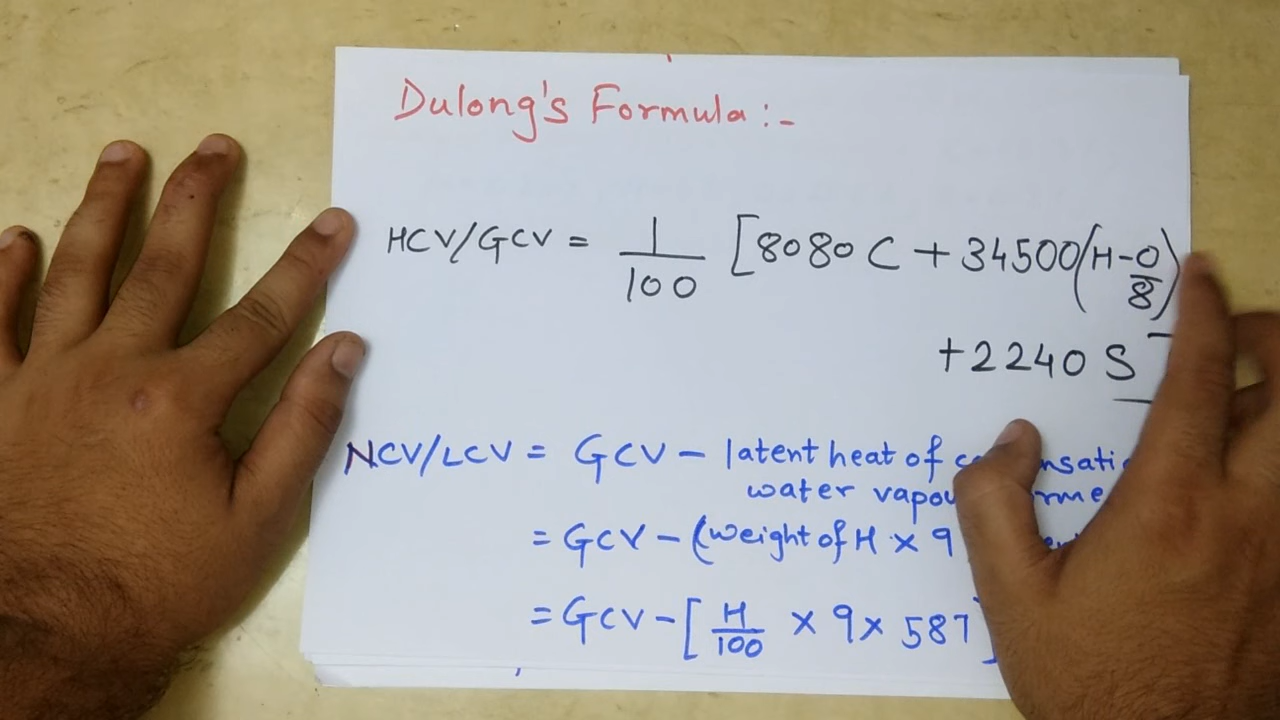 Dulong's Formula :-
HCV/GCV = 1/100 [8080 C + 34500 (H - O/8)
+ 2240 S ]
NCV/LCV = GCV - latent heat of
water
= GCV - (weight of H × 9
= GCV - [ H/100 × 9 × 587 ]